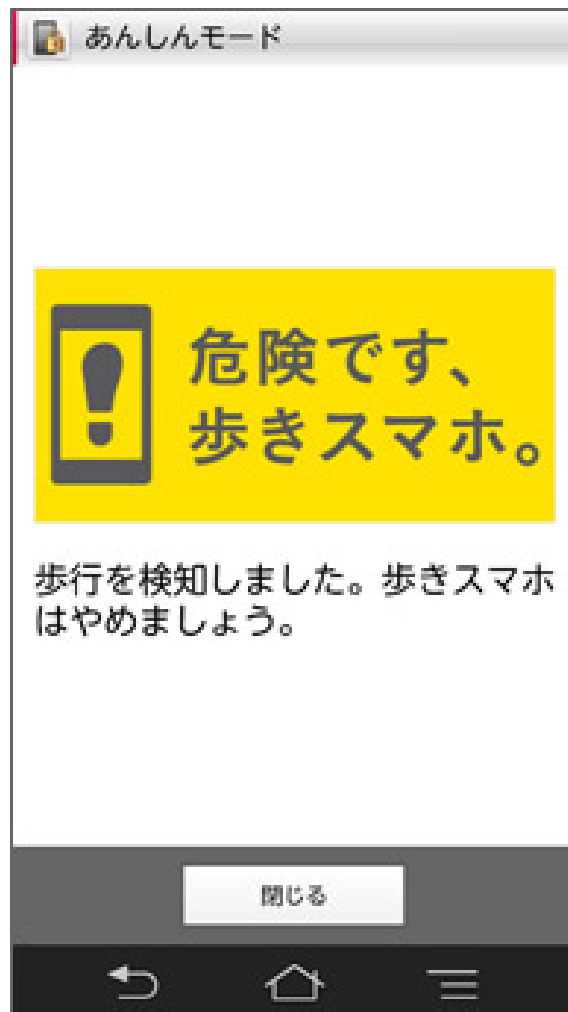 あんしんモード
危険です、
歩きスマホ。
歩行を検知しました。歩きスマホ
はやめましょう。
閉じる